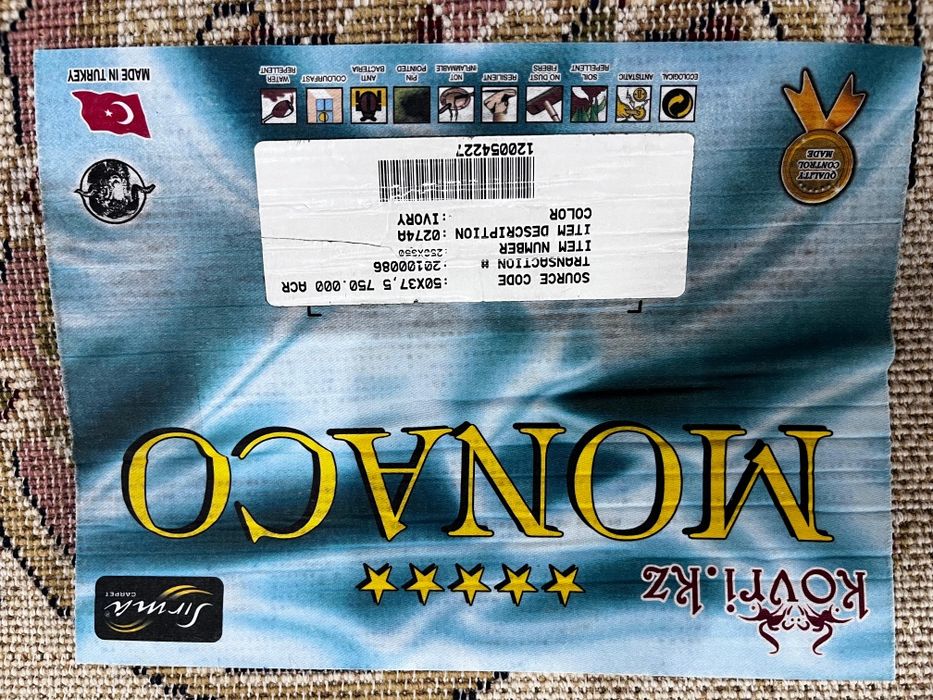 kovri.kz
Sirma®
CARPET
MONACO
SOURCE CODE :50X37,5 750.000 ACR
TRANSACTION # :20100086
ITEM NUMBER :250X350
ITEM DESCRIPTION :0274A
COLOR :IVORY
120054227
QUALITY
CONTROL
MADE
ECOLOGICAL
ANTISTATIC
SOIL
REPELLENT
NO DUST
FIBERS
RESILIENT
NOT
INFLAMMABLE
PIN
POINTED
ANTI
BACTERIA
COLOURFAST
WATER
REPELLENT
MADE IN TURKEY